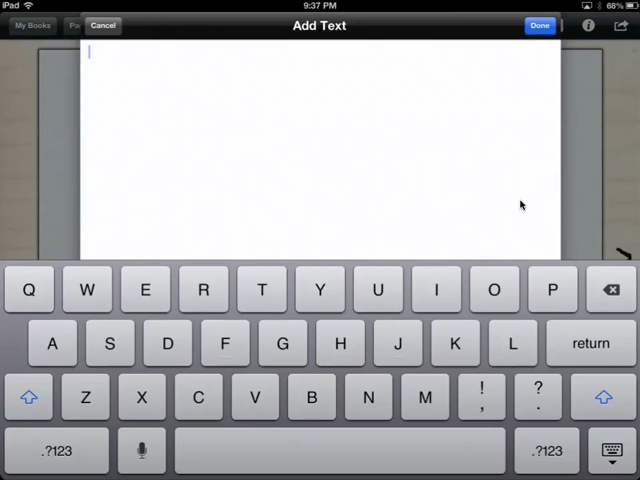 iPad 9:37 PM 68%
My Books Cancel Add Text Done
Q W E R T Y U I O P
A S D F G H J K L return
Z X C V B N M ! , ? .
.?123 .?123